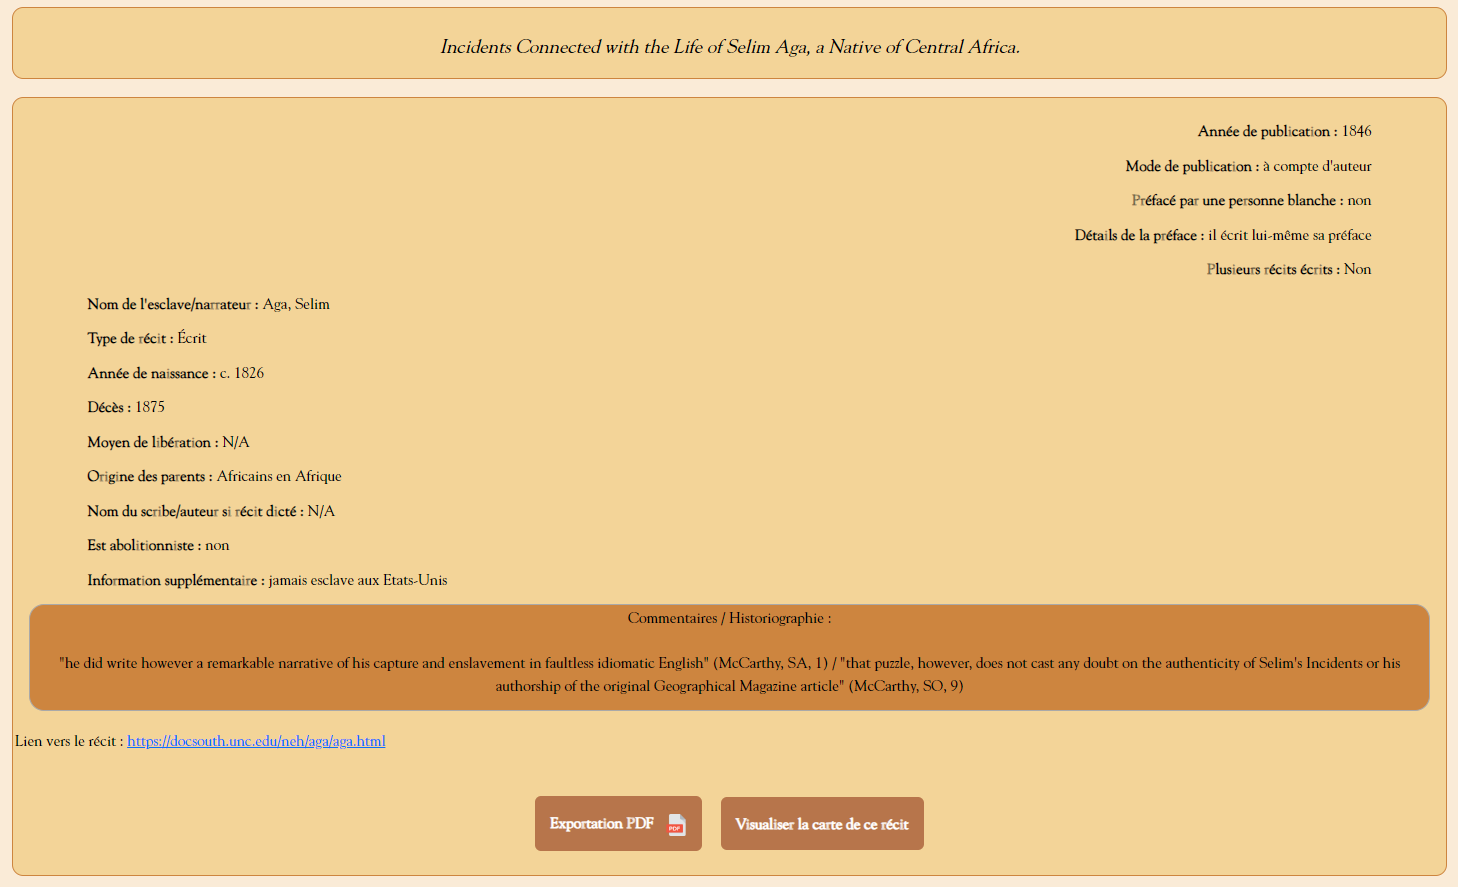 Incidents Connected with the Life of Selim Aga, a Native of Central Africa.
Année de publication : 1846
Mode de publication : à compte d'auteur
Préfacé par une personne blanche : non
Détails de la préface : il écrit lui-même sa préface
Plusieurs récits écrits : Non
Nom de l'esclave/narrateur : Aga, Selim
Type de récit : Écrit
Année de naissance : c. 1826
Décès : 1875
Moyen de libération : N/A
Origine des parents : Africains en Afrique
Nom du scribe/auteur si récit dicté : N/A
Est abolitionniste : non
Information supplémentaire : jamais esclave aux Etats-Unis
Commentaires / Historiographie :
"he did write however a remarkable narrative of his capture and enslavement in faultless idiomatic English" (McCarthy, SA, 1) / "that puzzle, however, does not cast any doubt on the authenticity of Selim's Incidents or his
authorship of the original Geographical Magazine article" (McCarthy, SO, 9)
Lien vers le récit : https://docsouth.unc.edu/neh/aga/aga.html
Exportation PDF PDF
Visualiser la carte de ce récit